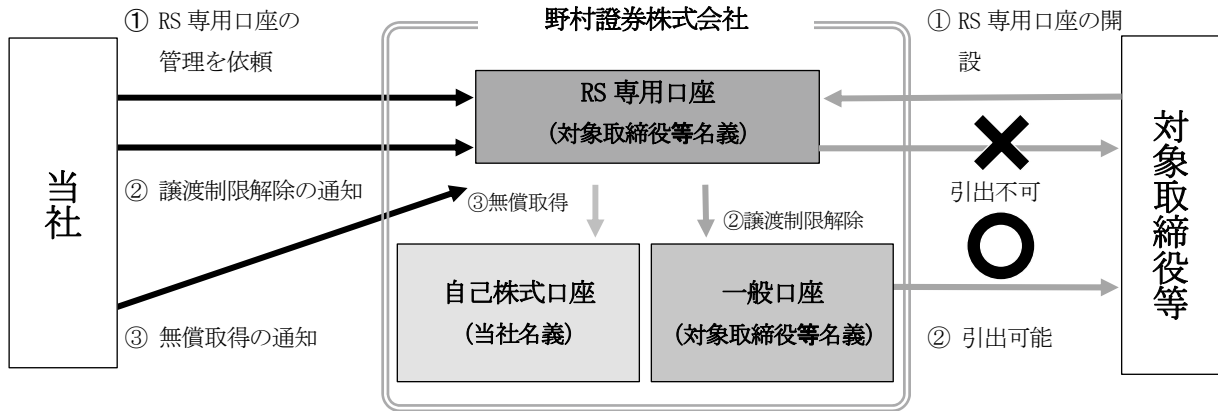 ① RS 専用口座の
管理を依頼
野村證券株式会社
① RS 専用口座の開
設
当社
RS 専用口座
(対象取締役等名義)
対象取締役等
② 譲渡制限解除の通知
③無償取得
②譲渡制限解除
引出不可
自己株式口座
(当社名義)
一般口座
(対象取締役等名義)
③ 無償取得の通知
② 引出可能